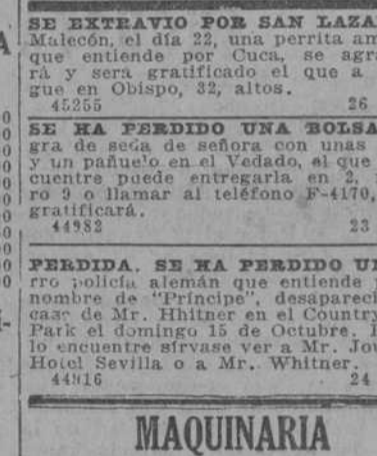 SE EXTRAVIO POR SAN LAZA
Malecón, el día 22, una perrita am
que entiende por Cuca, se agra
rá y será gratificado el que a
gue en Obispo, 32, altos.
45255 26
SE HA PERDIDO UNA BOLSA
gra de seda de señora con unas
y un pañuelo en el Vedado, el que
cuentre puede entregarla en 2,
ro 9 o llamar al teléfono F-4170,
gratificará.
44982 23
PERDIDA. SE HA PERDIDO UN
rro policía alemán que entiende
nombre de "Príncipe", desapareci
casr de Mr. Hhitner en el Country
Park el domingo 15 de Octubre.
lo encuentre sírvase ver a Mr. Jou
Hotel Sevilla o a Mr. Whitner.
44916 24
MAQUINARIA